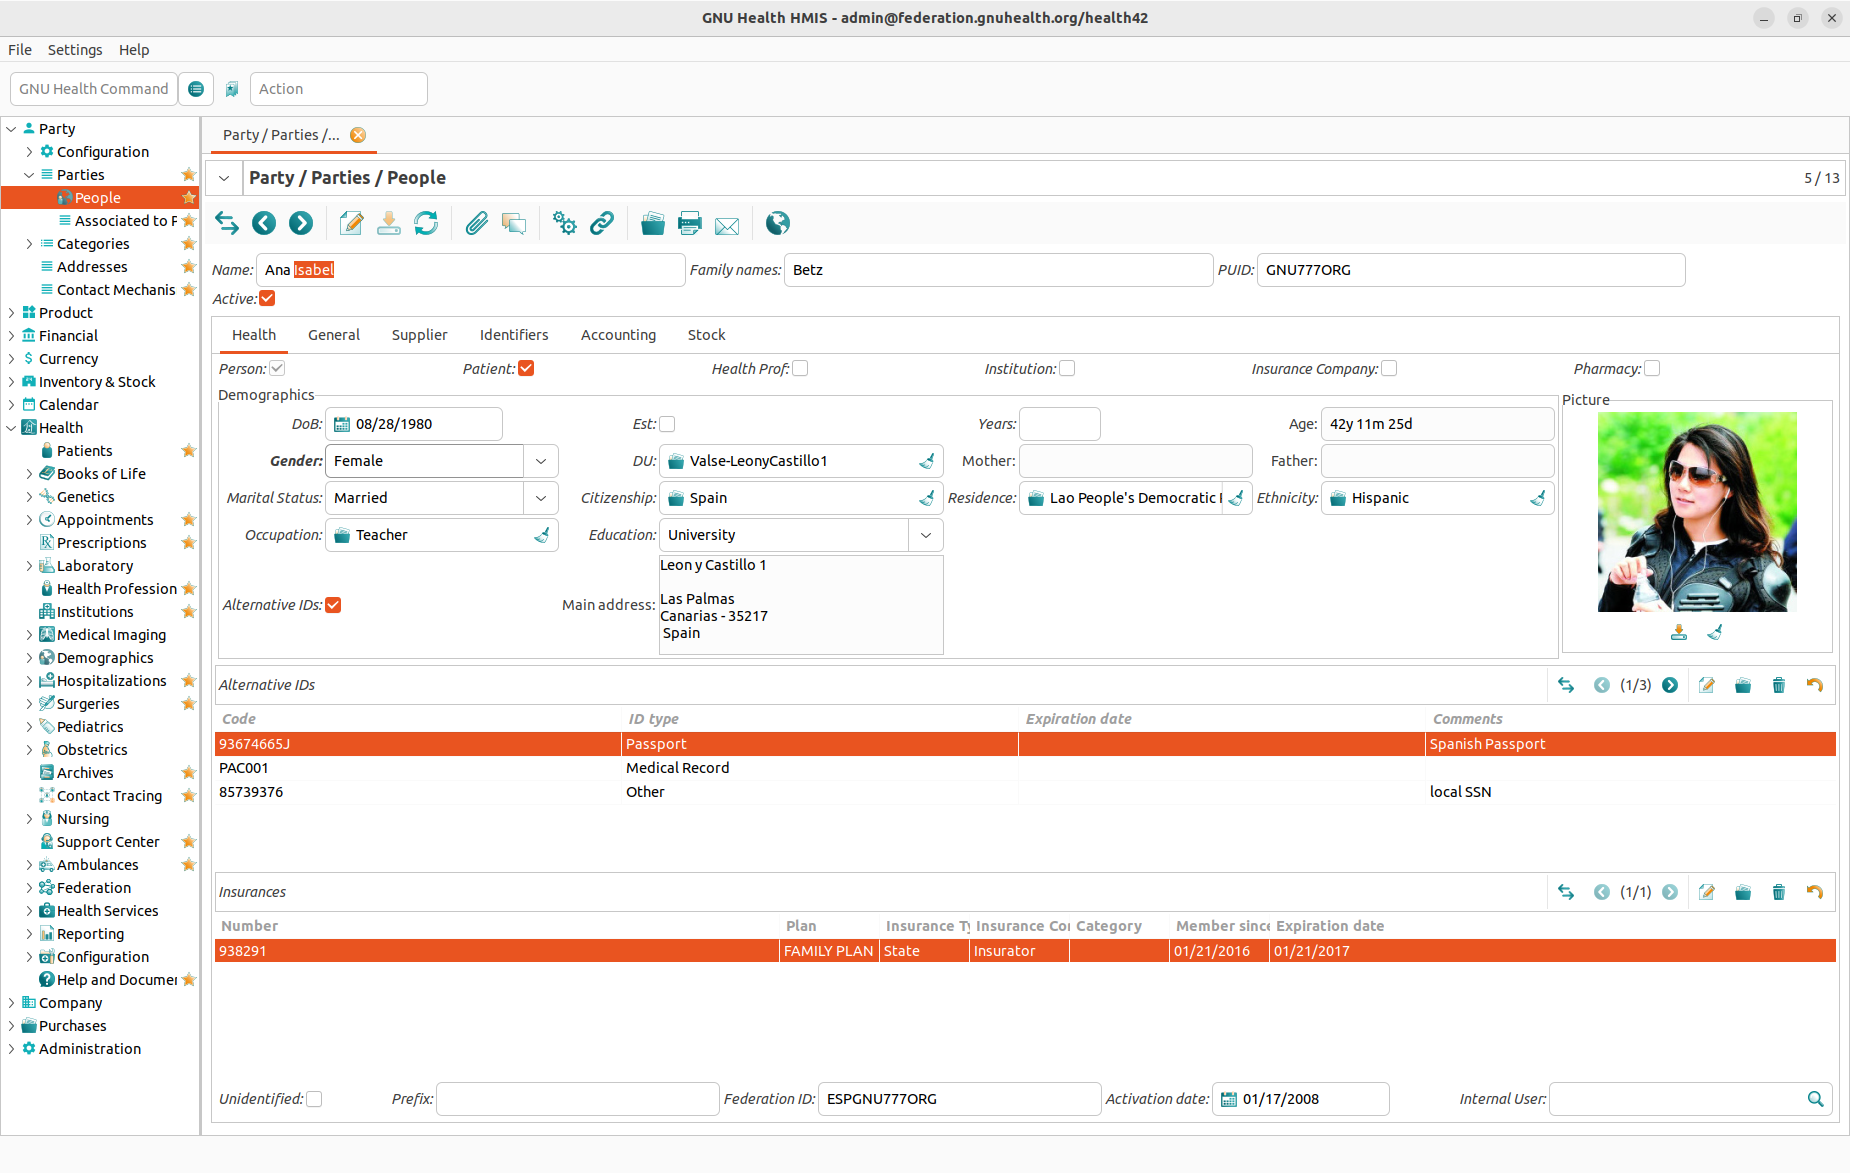 GNU Health HMIS - admin@federation.gnuhealth.org/health42
File Settings Help
GNU Health Command Action
Party
Configuration
Parties
People
Associated to P
Categories
Addresses
Contact Mechanis
Product
Financial
Currency
Inventory & Stock
Calendar
Health
Patients
Books of Life
Genetics
Appointments
Prescriptions
Laboratory
Health Profession
Institutions
Medical Imaging
Demographics
Hospitalizations
Surgeries
Pediatrics
Obstetrics
Archives
Contact Tracing
Nursing
Support Center
Ambulances
Federation
Health Services
Reporting
Configuration
Help and Documen
Company
Purchases
Administration
Party / Parties /...
Party / Parties / People 5 / 13
Name: Ana Isabel Family names: Betz PUID: GNU777ORG
Active:
Health General Supplier Identifiers Accounting Stock
Person: Patient: Health Prof: Institution: Insurance Company: Pharmacy:
Demographics Picture
DoB: 08/28/1980 Est: Years: Age: 42y 11m 25d
Gender: Female DU: Valse-LeonyCastillo1 Mother: Father:
Marital Status: Married Citizenship: Spain Residence: Lao People's Democratic Ethnicity: Hispanic
Occupation: Teacher Education: University
Alternative IDs: Main address: Leon y Castillo 1
Las Palmas
Canarias - 35217
Spain
Alternative IDs (1/3)
Code ID type Expiration date Comments
93674665J Passport Spanish Passport
PAC001 Medical Record
85739376 Other local SSN
Insurances (1/1)
Number Plan Insurance Ty Insurance Cor Category Member since Expiration date
938291 FAMILY PLAN State Insurator 01/21/2016 01/21/2017
Unidentified: Prefix: Federation ID: ESPGNU777ORG Activation date: 01/17/2008 Internal User: